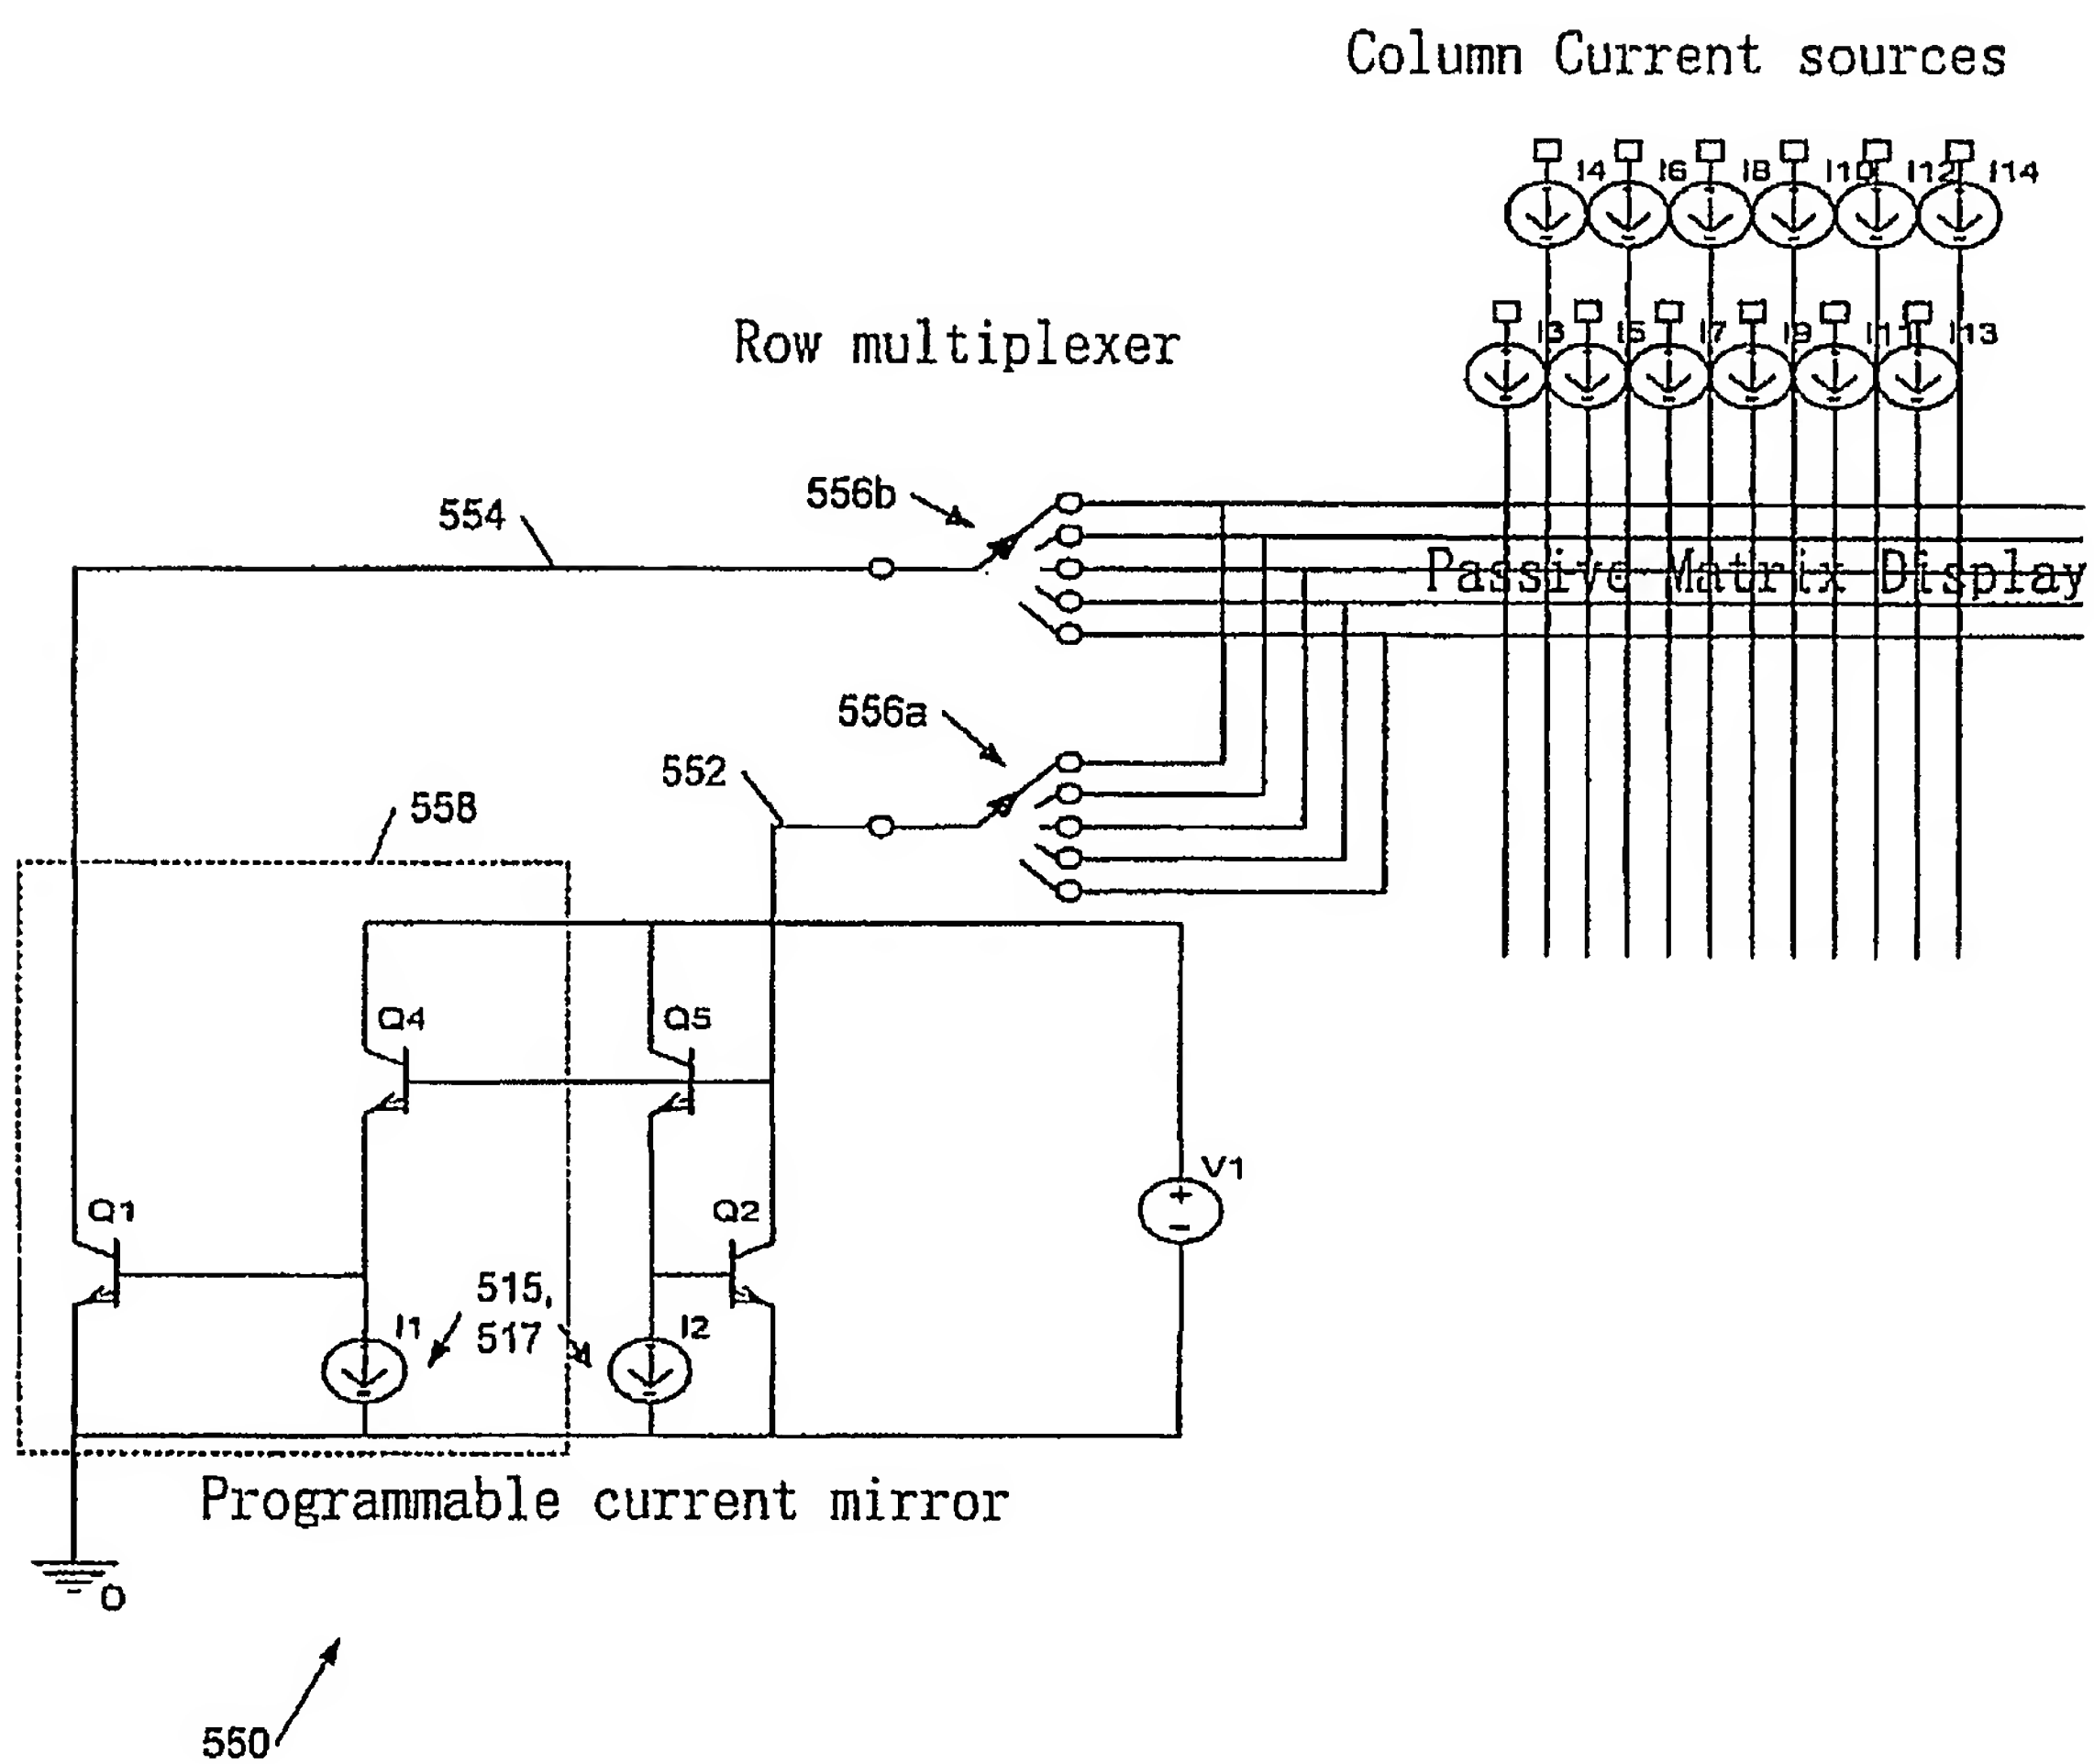 Column Current sources
I4 I6 I8 I10 I12 I14
Row multiplexer
I3 I5 I7 I9 I11 I13
556b
554
Passive Matrix Display
556a
552
558
Q4 Q5
V1
Q1 Q2
515,
517
I1 I2
+
-
Programmable current mirror
0
550